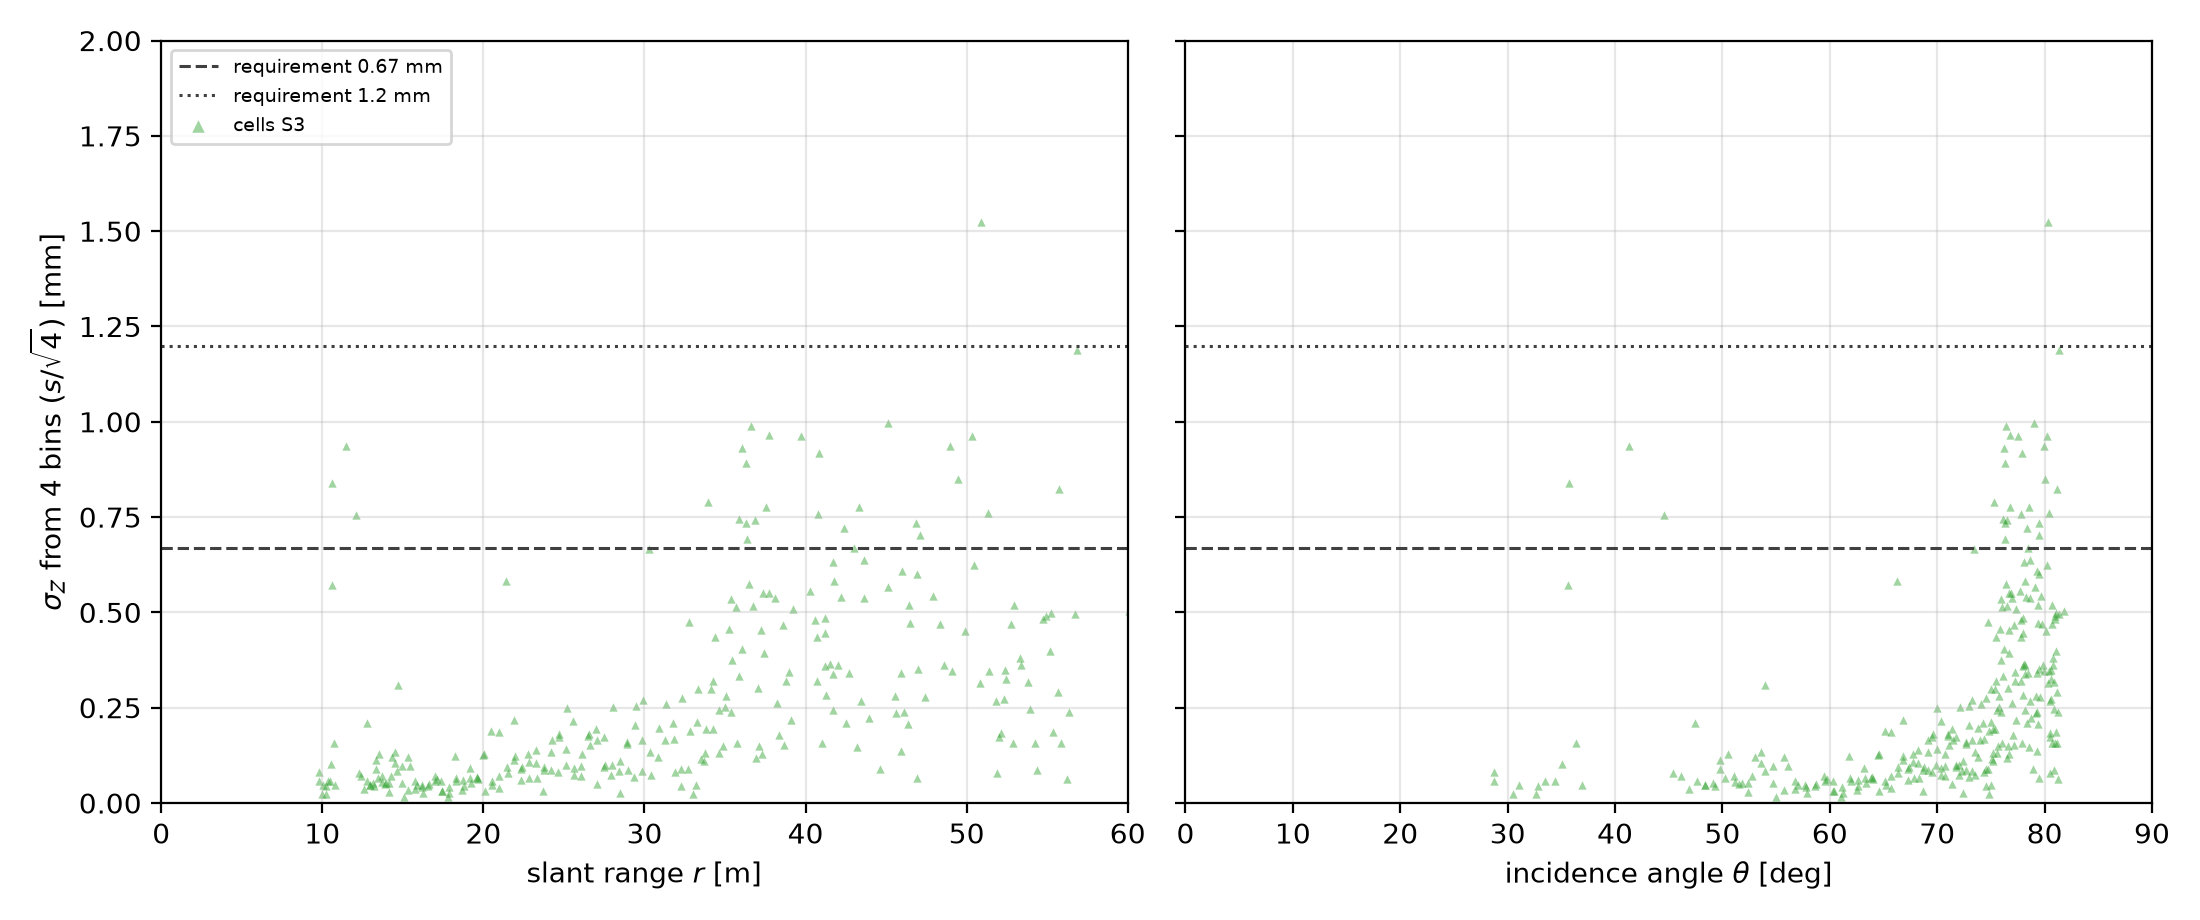 2.00
1.75
1.50
1.25
1.00
0.75
0.50
0.25
0.00
σ_Z from 4 bins (s/√4) [mm]
requirement 0.67 mm
requirement 1.2 mm
cells S3
0 10 20 30 40 50 60
slant range r [m]
0 10 20 30 40 50 60 70 80 90
incidence angle θ [deg]